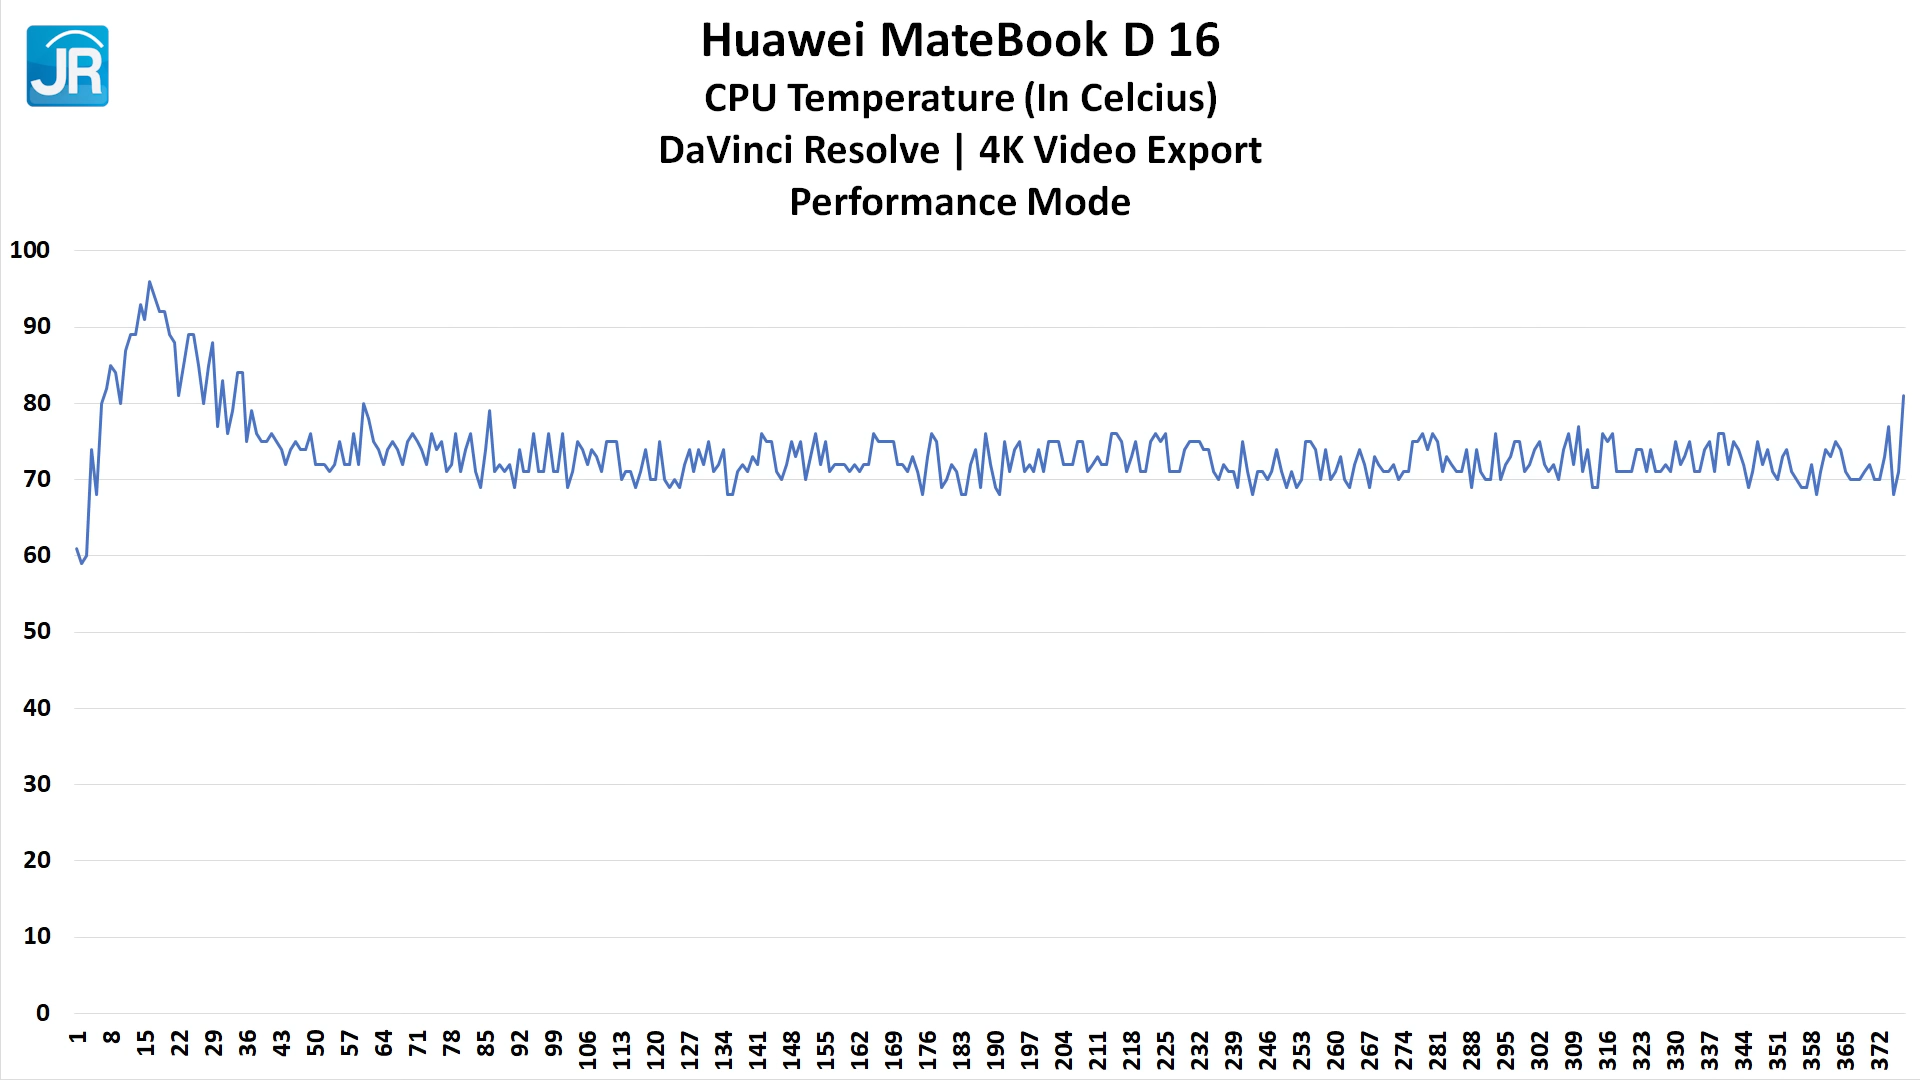 JR
Huawei MateBook D 16
CPU Temperature (In Celcius)
DaVinci Resolve | 4K Video Export
Performance Mode
100
90
80
70
60
50
40
30
20
10
0
1 8 15 22 29 36 43 50 57 64 71 78 85 92 99 106 113 120 127 134 141 148 155 162 169 176 183 190 197 204 211 218 225 232 239 246 253 260 267 274 281 288 295 302 309 316 323 330 337 344 351 358 365 372